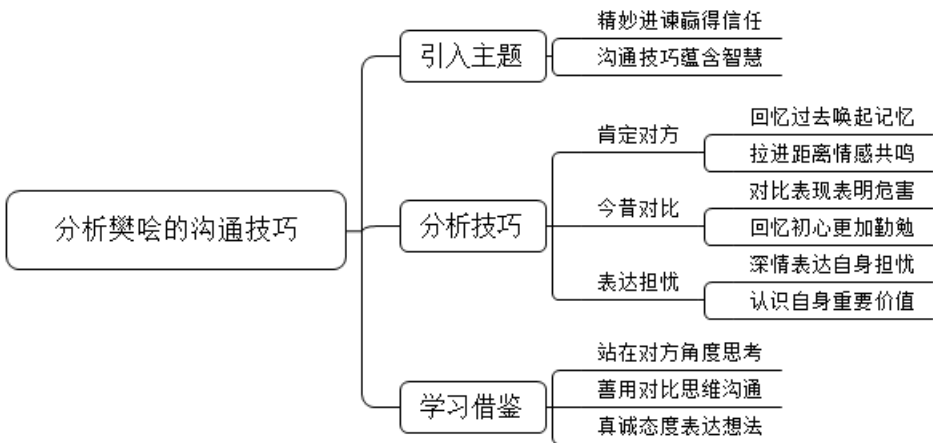 分析樊哙的沟通技巧
引入主题
精妙进谏赢得信任
沟通技巧蕴含智慧
分析技巧
肯定对方
回忆过去唤起记忆
拉进距离情感共鸣
今昔对比
对比表现表明危害
回忆初心更加勤勉
表达担忧
深情表达自身担忧
认识自身重要价值
学习借鉴
站在对方角度思考
善用对比思维沟通
真诚态度表达想法